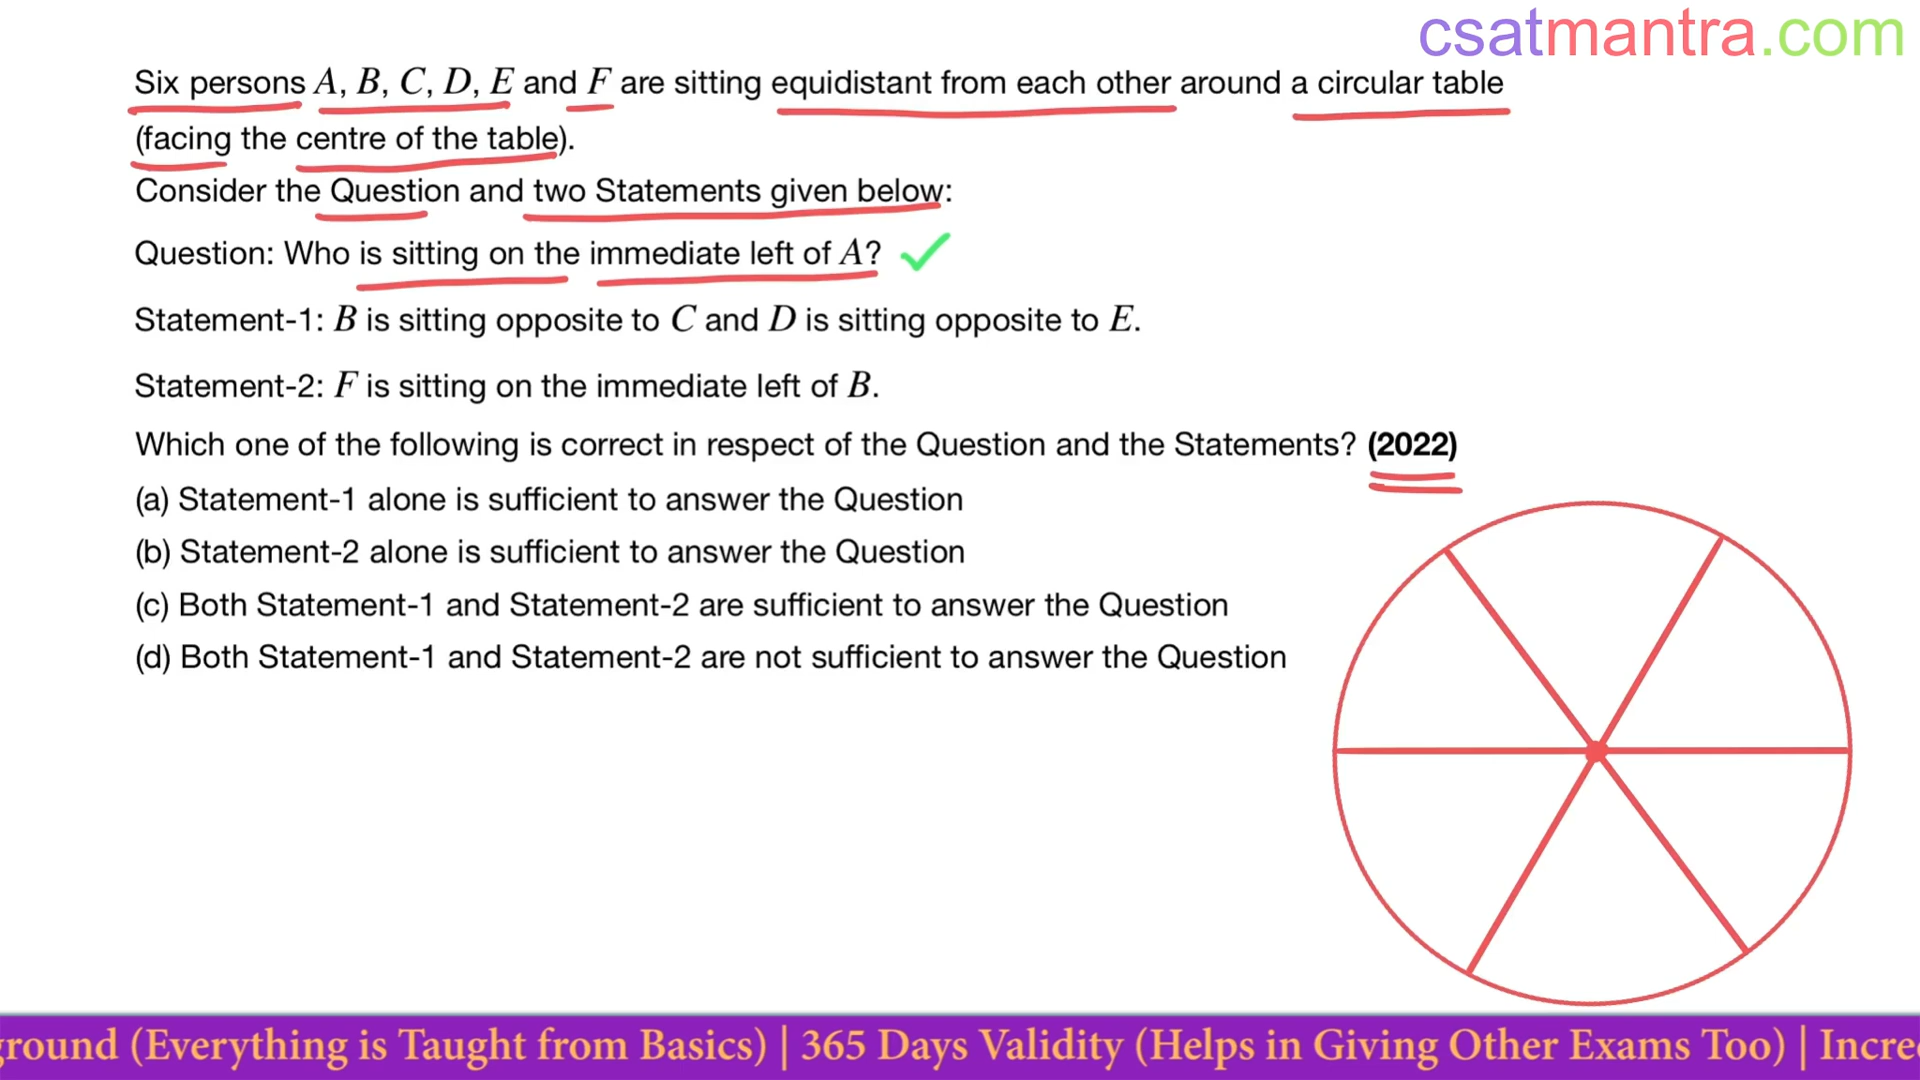 csatmantra.com
Six persons A, B, C, D, E and F are sitting equidistant from each other around a circular table
(facing the centre of the table).
Consider the Question and two Statements given below:
Question: Who is sitting on the immediate left of A?
Statement-1: B is sitting opposite to C and D is sitting opposite to E.
Statement-2: F is sitting on the immediate left of B.
Which one of the following is correct in respect of the Question and the Statements? (2022)
(a) Statement-1 alone is sufficient to answer the Question
(b) Statement-2 alone is sufficient to answer the Question
(c) Both Statement-1 and Statement-2 are sufficient to answer the Question
(d) Both Statement-1 and Statement-2 are not sufficient to answer the Question
ground (Everything is Taught from Basics) | 365 Days Validity (Helps in Giving Other Exams Too) | Incre